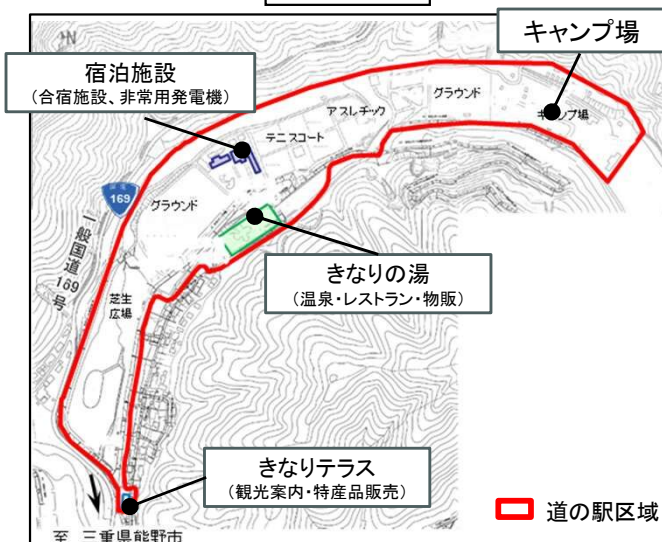 N
キャンプ場
宿泊施設
(合宿施設、非常用発電機)
グラウンド
アスレチック
キャンプ場
テニスコート
国道
169
グラウンド
一般国道169号
きなりの湯
(温泉・レストラン・物販)
芝生
広場
きなりテラス
(観光案内・特産品販売)
道の駅区域
至 三重県熊野市